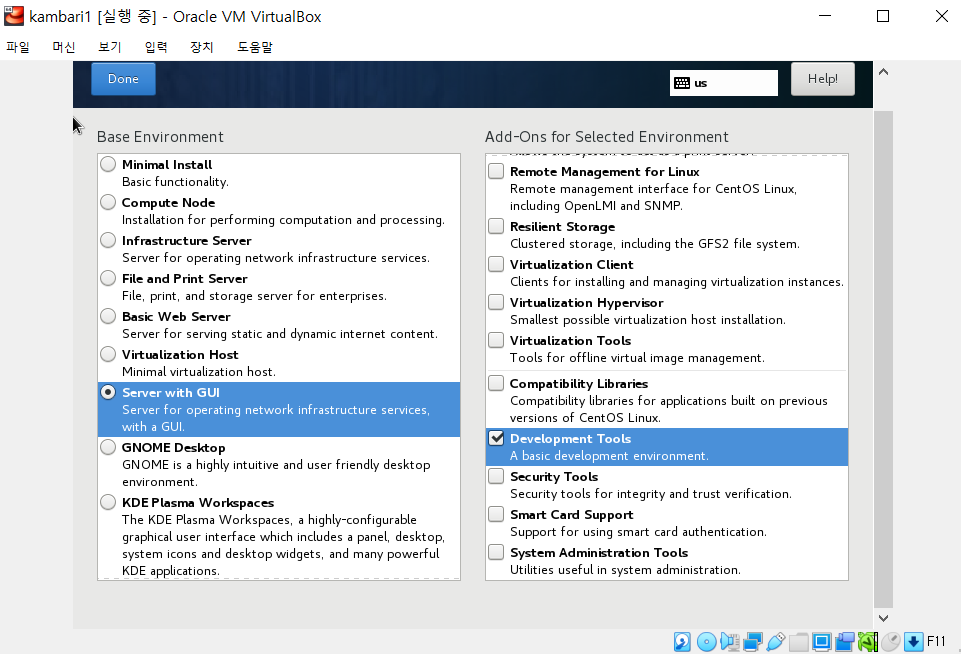 kambari1 [실행 중] - Oracle VM VirtualBox
파일 머신 보기 입력 장치 도움말
Done
us
Help!
Base Environment
Minimal Install
Basic functionality.
Compute Node
Installation for performing computation and processing.
Infrastructure Server
Server for operating network infrastructure services.
File and Print Server
File, print, and storage server for enterprises.
Basic Web Server
Server for serving static and dynamic internet content.
Virtualization Host
Minimal virtualization host.
Server with GUI
Server for operating network infrastructure services,
with a GUI.
GNOME Desktop
GNOME is a highly intuitive and user friendly desktop
environment.
KDE Plasma Workspaces
The KDE Plasma Workspaces, a highly-configurable
graphical user interface which includes a panel, desktop,
system icons and desktop widgets, and many powerful
KDE applications.
Add-Ons for Selected Environment
Remote Management for Linux
Remote management interface for CentOS Linux,
including OpenLMI and SNMP.
Resilient Storage
Clustered storage, including the GFS2 file system.
Virtualization Client
Clients for installing and managing virtualization instances.
Virtualization Hypervisor
Smallest possible virtualization host installation.
Virtualization Tools
Tools for offline virtual image management.
Compatibility Libraries
Compatibility libraries for applications built on previous
versions of CentOS Linux.
Development Tools
A basic development environment.
Security Tools
Security tools for integrity and trust verification.
Smart Card Support
Support for using smart card authentication.
System Administration Tools
Utilities useful in system administration.
F11